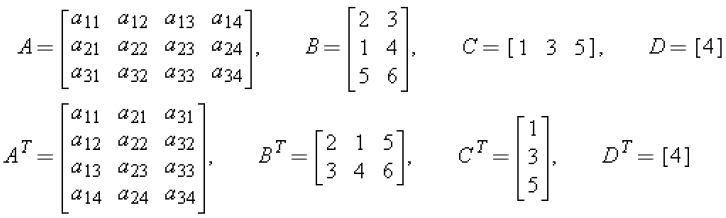 A = [a11 a12 a13 a14; a21 a22 a23 a24; a31 a32 a33 a34], B = [2 3; 1 4; 5 6], C = [1 3 5], D = [4]
A^T = [a11 a21 a31; a12 a22 a32; a13 a23 a33; a14 a24 a34], B^T = [2 1 5; 3 4 6], C^T = [1; 3; 5], D^T = [4]